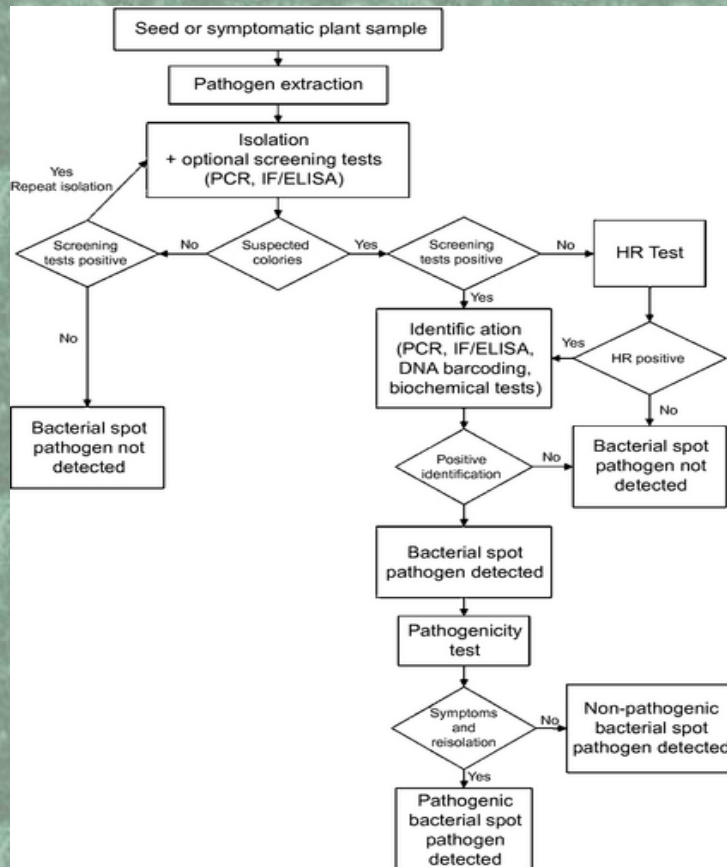 Seed or symptomatic plant sample
Pathogen extraction
Isolation
+ optional screening tests
(PCR, IF/ELISA)
Yes
Repeat isolation
Screening
tests positive
No
Suspected
colories
Yes
Screening
tests positive
No
HR Test
No
Yes
Identific ation
(PCR, IF/ELISA,
DNA barcoding,
biochemical tests)
Yes
HR positive
No
Bacterial spot
pathogen not
detected
Positive
identification
No
Bacterial spot
pathogen not
detected
Bacterial spot
pathogen detected
Pathogenicity
test
Symptoms
and
reisolation
No
Non-pathogenic
bacterial spot
pathogen detected
Yes
Pathogenic
bacterial spot
pathogen
detected